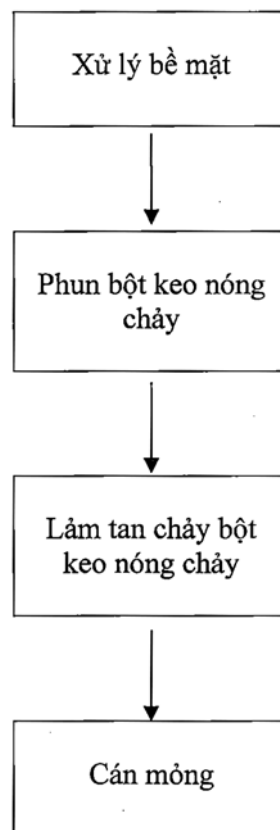 Xử lý bề mặt
Phun bột keo nóng
chảy
Lảm tan chảy bột
keo nóng chảy
Cán mỏng